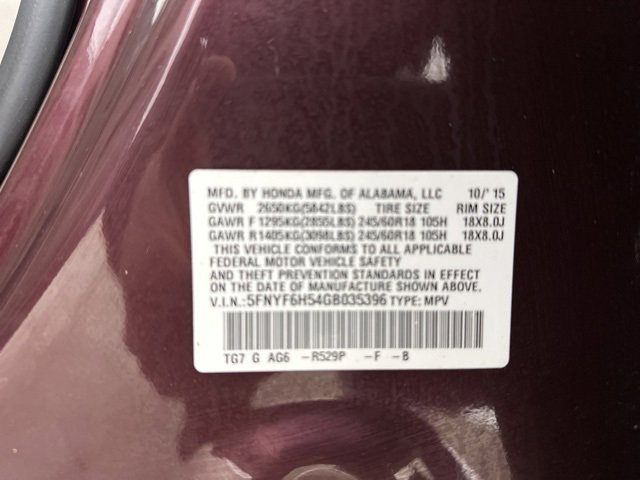 MFD. BY HONDA MFG. OF ALABAMA, LLC 10/'15
GVWR 2650KG(5842LBS) TIRE SIZE RIM SIZE
GAWR F 1295KG(2855LBS) 245/60R18 105H 18X8.0J
GAWR R 1405KG(3098LBS) 245/60R18 105H 18X8.0J
THIS VEHICLE CONFORMS TO ALL APPLICABLE
FEDERAL MOTOR VEHICLE SAFETY
AND THEFT PREVENTION STANDARDS IN EFFECT
ON THE DATE OF MANUFACTURE SHOWN ABOVE.
V.I.N.: 5FNYF6H54GB035396 TYPE: MPV
TG7 G AG6 -R529P -F -B